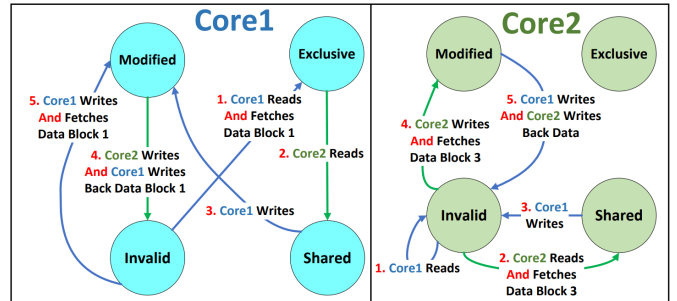 Core1
Modified
Exclusive
5. Core1 Writes
And Fetches
Data Block 1
1. Core1 Reads
And Fetches
Data Block 1
4. Core2 Writes
And Core1 Writes
Back Data Block 1
2. Core2 Reads
3. Core1 Writes
Invalid
Shared
Core2
Modified
Exclusive
4. Core2 Writes
And Fetches
Data Block 3
5. Core1 Writes
And Core2 Writes
Back Data
Invalid
3. Core1
Writes
Shared
1. Core1 Reads
2. Core2 Reads
And Fetches
Data Block 3